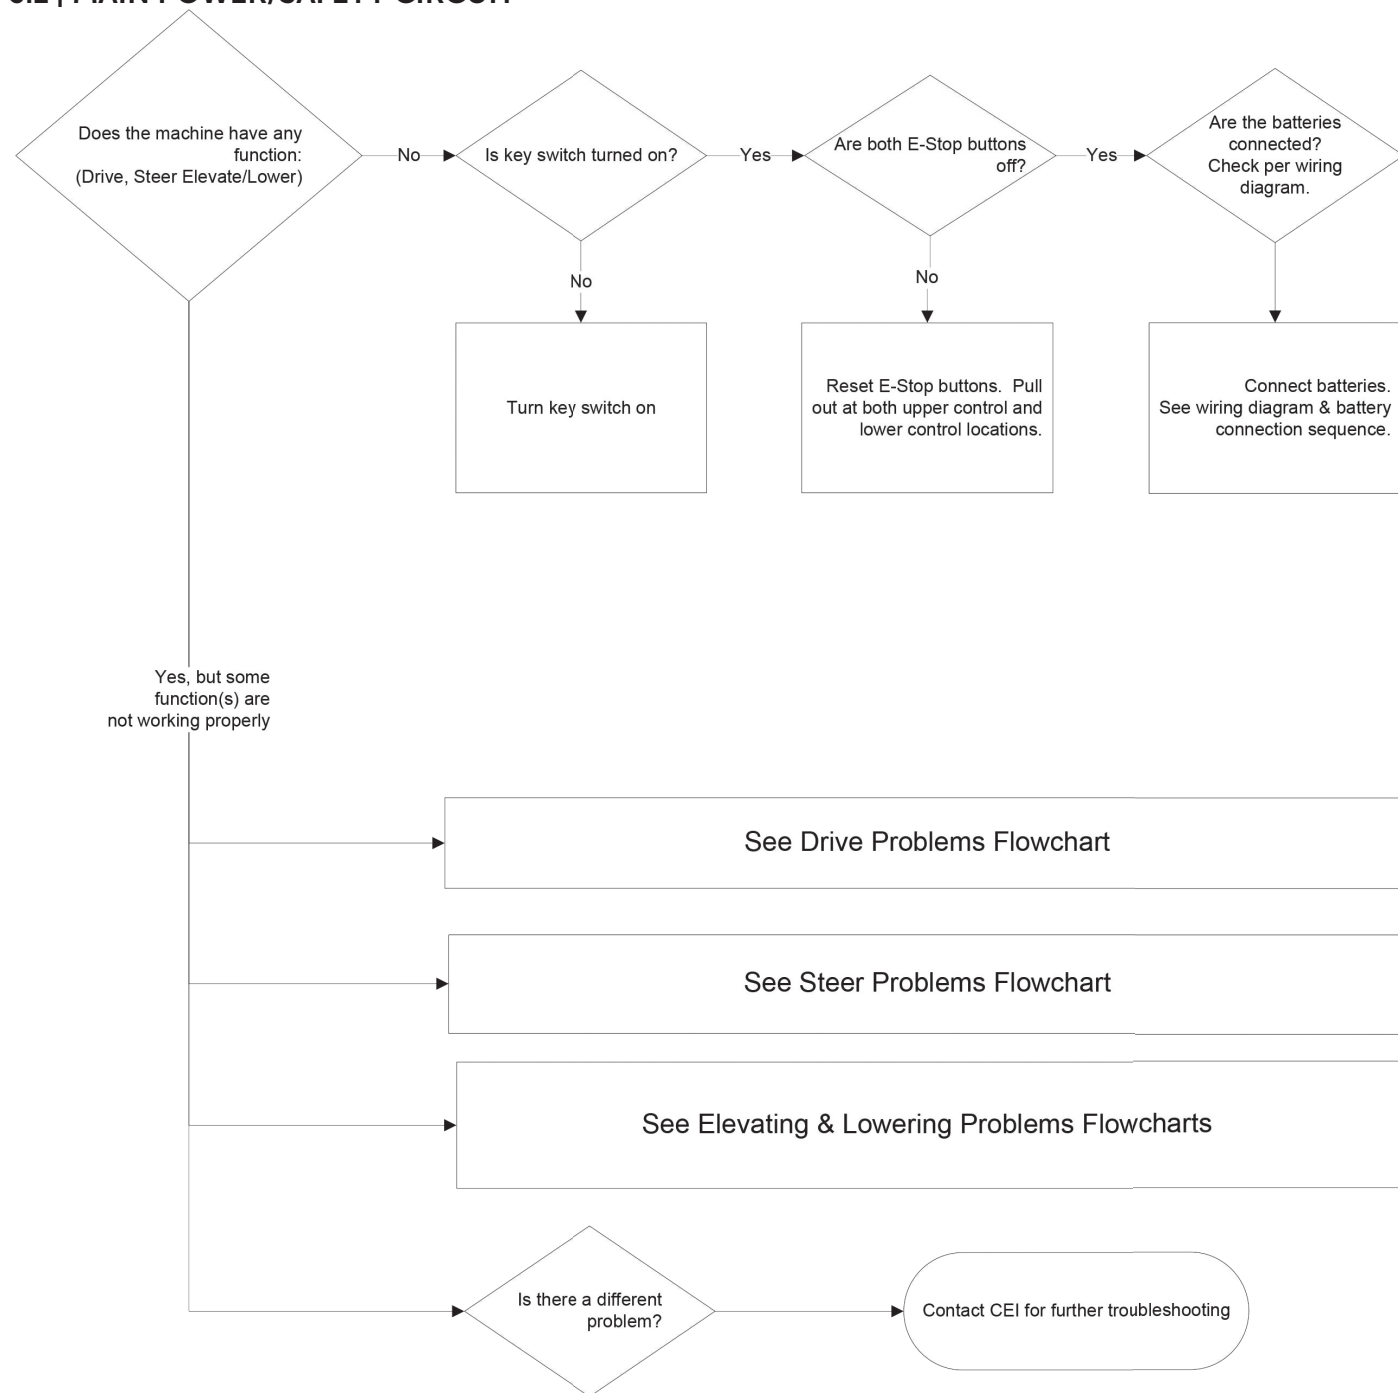 MAIN POWER/SAFETY CIRCUIT
Does the machine have any
function:
(Drive, Steer Elevate/Lower)
No
Is key switch turned on?
Yes
Are both E-Stop buttons
off?
Yes
Are the batteries
connected?
Check per wiring
diagram.
No
No
Turn key switch on
Reset E-Stop buttons. Pull
out at both upper control and
lower control locations.
Connect batteries.
See wiring diagram & battery
connection sequence.
Yes, but some
function(s) are
not working properly
See Drive Problems Flowchart
See Steer Problems Flowchart
See Elevating & Lowering Problems Flowcharts
Is there a different
problem?
Contact CEI for further troubleshooting